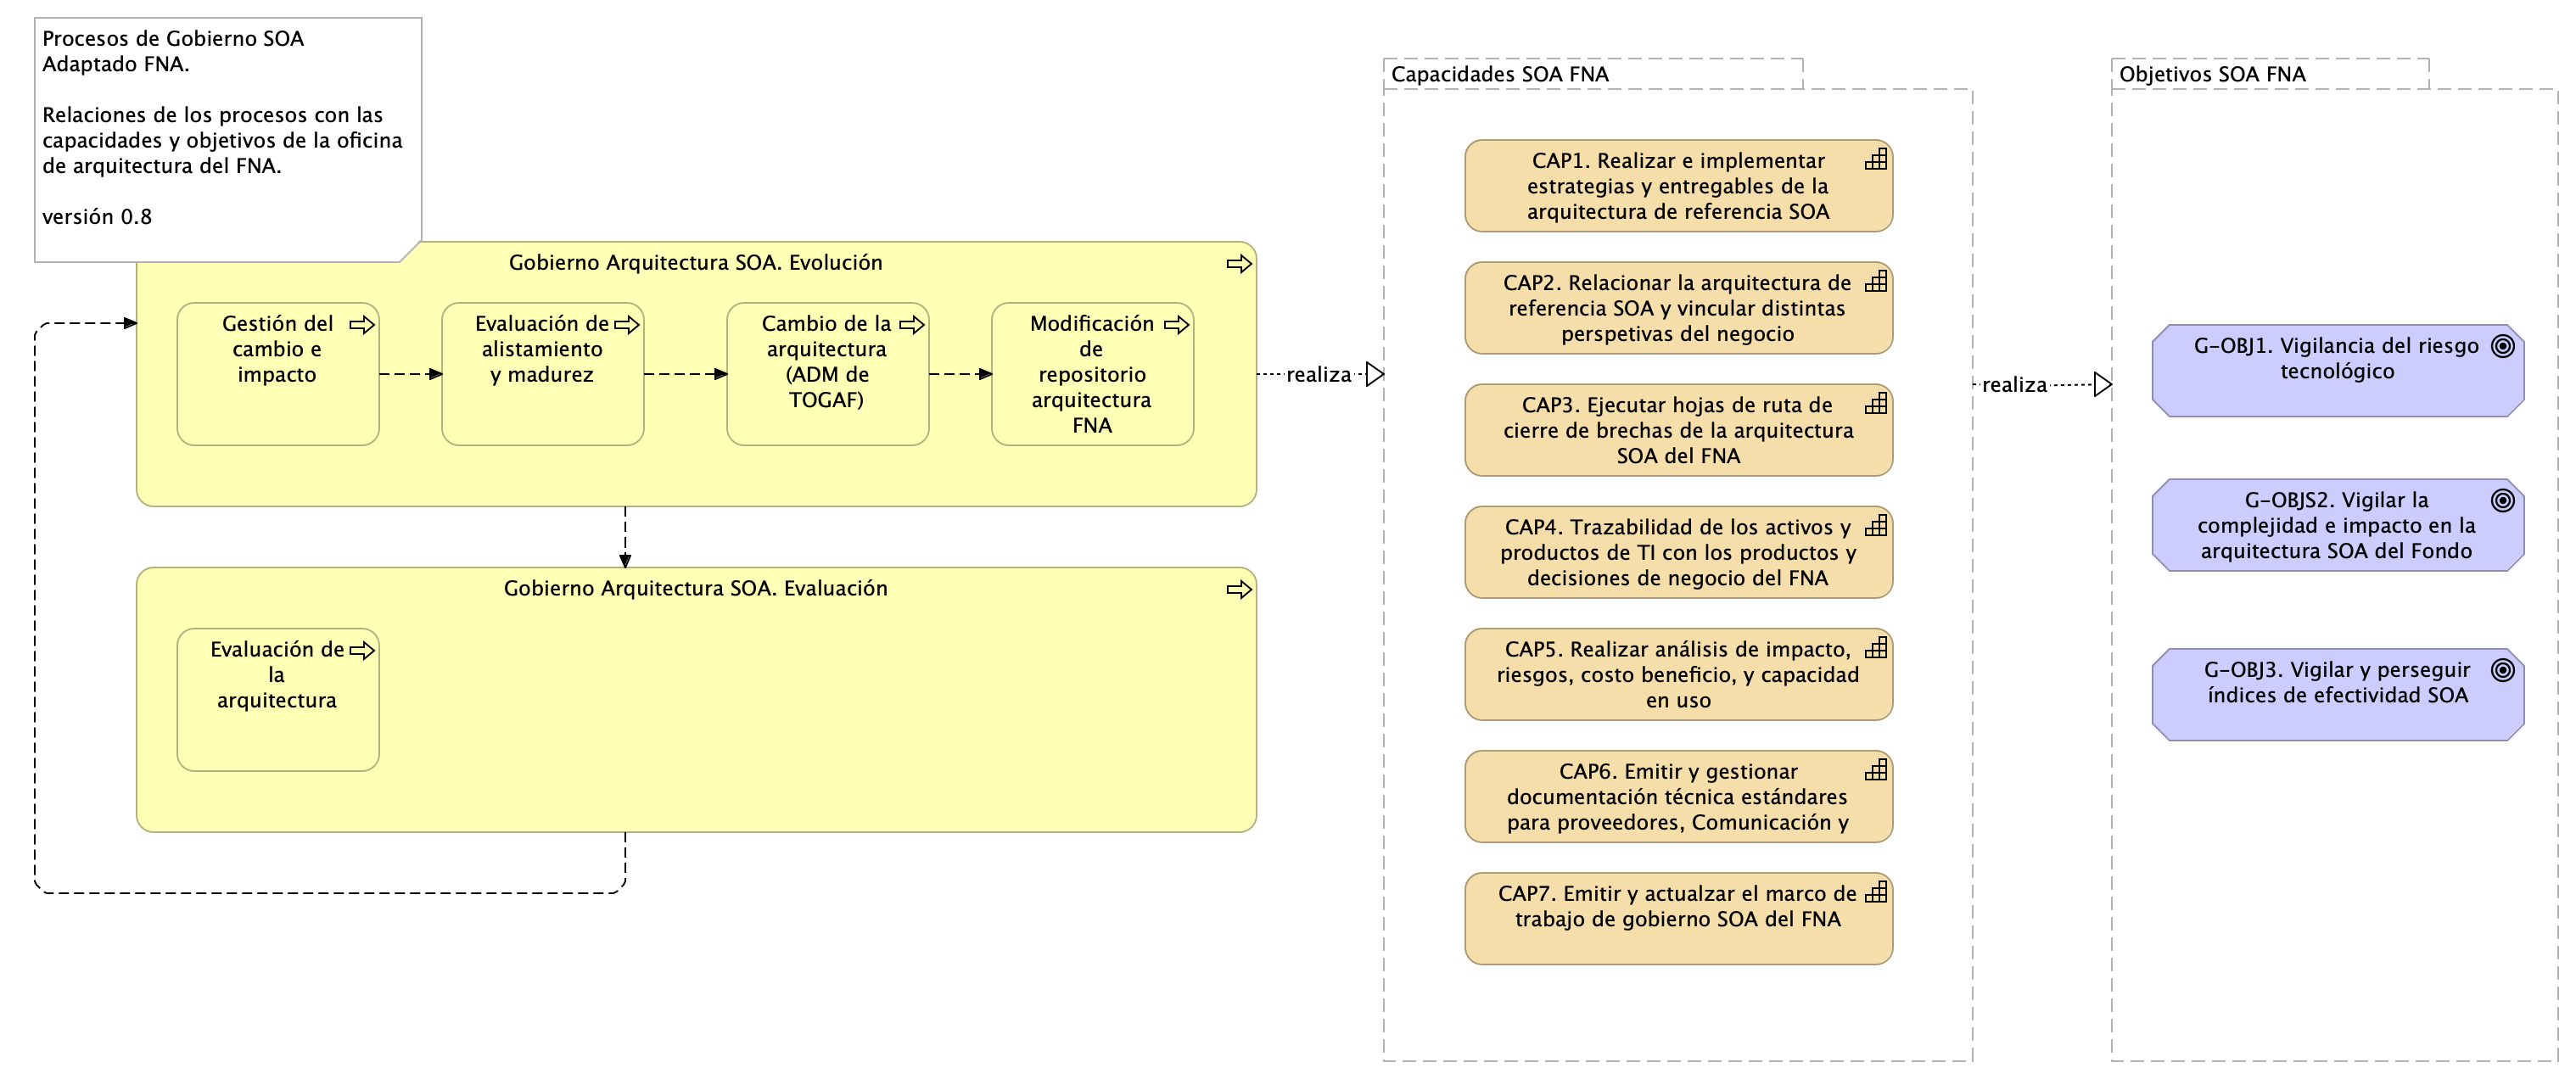 Procesos de Gobierno SOA
Adaptado FNA.
Relaciones de los procesos con las
capacidades y objetivos de la oficina
de arquitectura del FNA.
versión 0.8
Gobierno Arquitectura SOA. Evolución
Gestión del
cambio e
impacto
Evaluación de
alistamiento
y madurez
Cambio de la
arquitectura
(ADM de
TOGAF)
Modificación
de
repositorio
arquitectura
FNA
Gobierno Arquitectura SOA. Evaluación
Evaluación de
la
arquitectura
realiza
Capacidades SOA FNA
CAP1. Realizar e implementar
estrategias y entregables de la
arquitectura de referencia SOA
CAP2. Relacionar la arquitectura de
referencia SOA y vincular distintas
perspetivas del negocio
CAP3. Ejecutar hojas de ruta de
cierre de brechas de la arquitectura
SOA del FNA
CAP4. Trazabilidad de los activos y
productos de TI con los productos y
decisiones de negocio del FNA
CAP5. Realizar análisis de impacto,
riesgos, costo beneficio, y capacidad
en uso
CAP6. Emitir y gestionar
documentación técnica estándares
para proveedores, Comunicación y
CAP7. Emitir y actualzar el marco de
trabajo de gobierno SOA del FNA
realiza
Objetivos SOA FNA
G-OBJ1. Vigilancia del riesgo
tecnológico
G-OBJS2. Vigilar la
complejidad e impacto en la
arquitectura SOA del Fondo
G-OBJ3. Vigilar y perseguir
índices de efectividad SOA